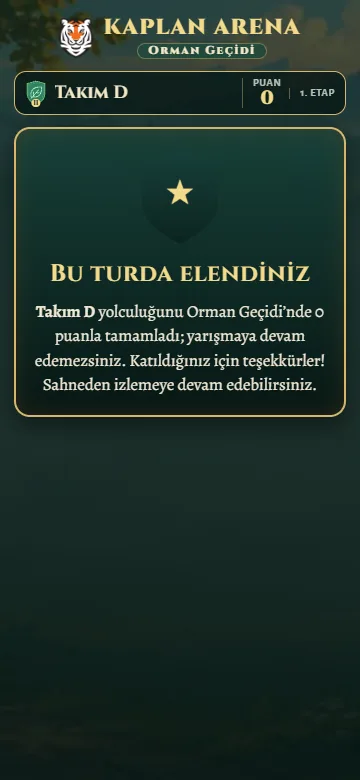 KAPLAN ARENA
Orman Geçidi
Takım D
PUAN
0
1. ETAP
Bu turda elendiniz
Takım D yolculuğunu Orman Geçidi'nde 0
puanla tamamladı; yarışmaya devam
edemezsiniz. Katıldığınız için teşekkürler!
Sahneden izlemeye devam edebilirsiniz.